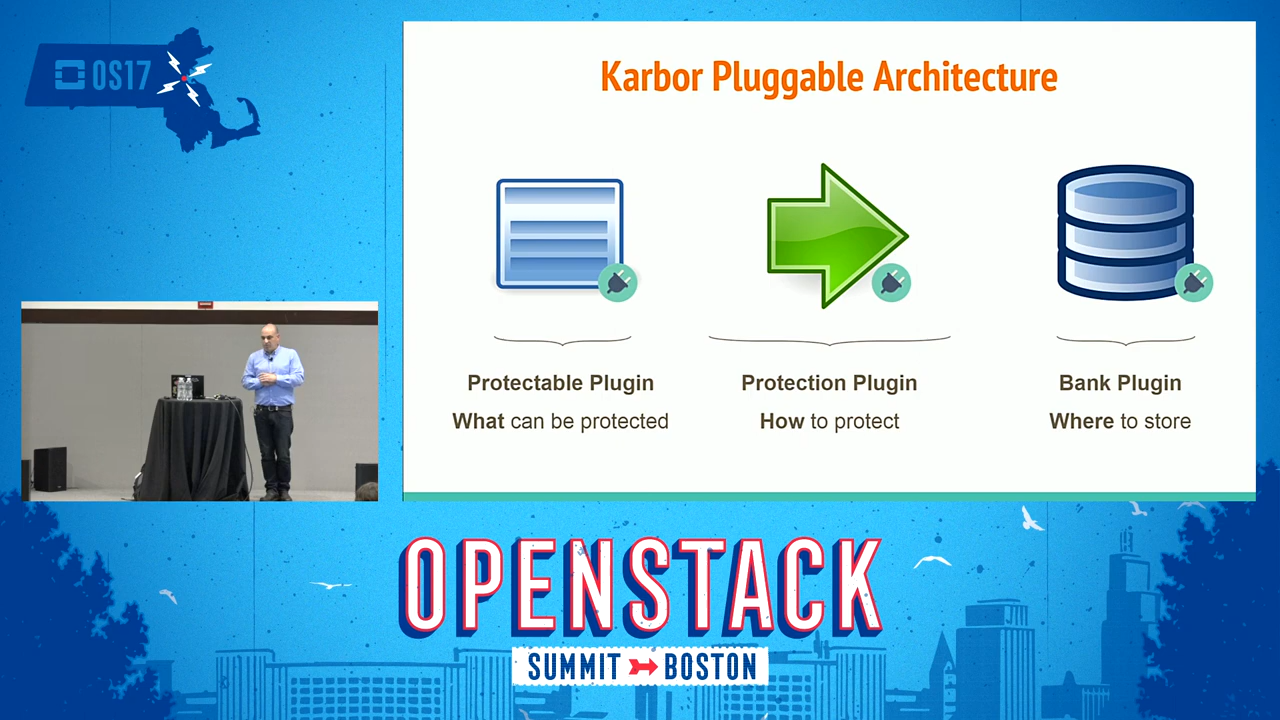 OS17
Karbor Pluggable Architecture
Protectable Plugin
What can be protected
Protection Plugin
How to protect
Bank Plugin
Where to store
OPENSTACK
SUMMIT BOSTON